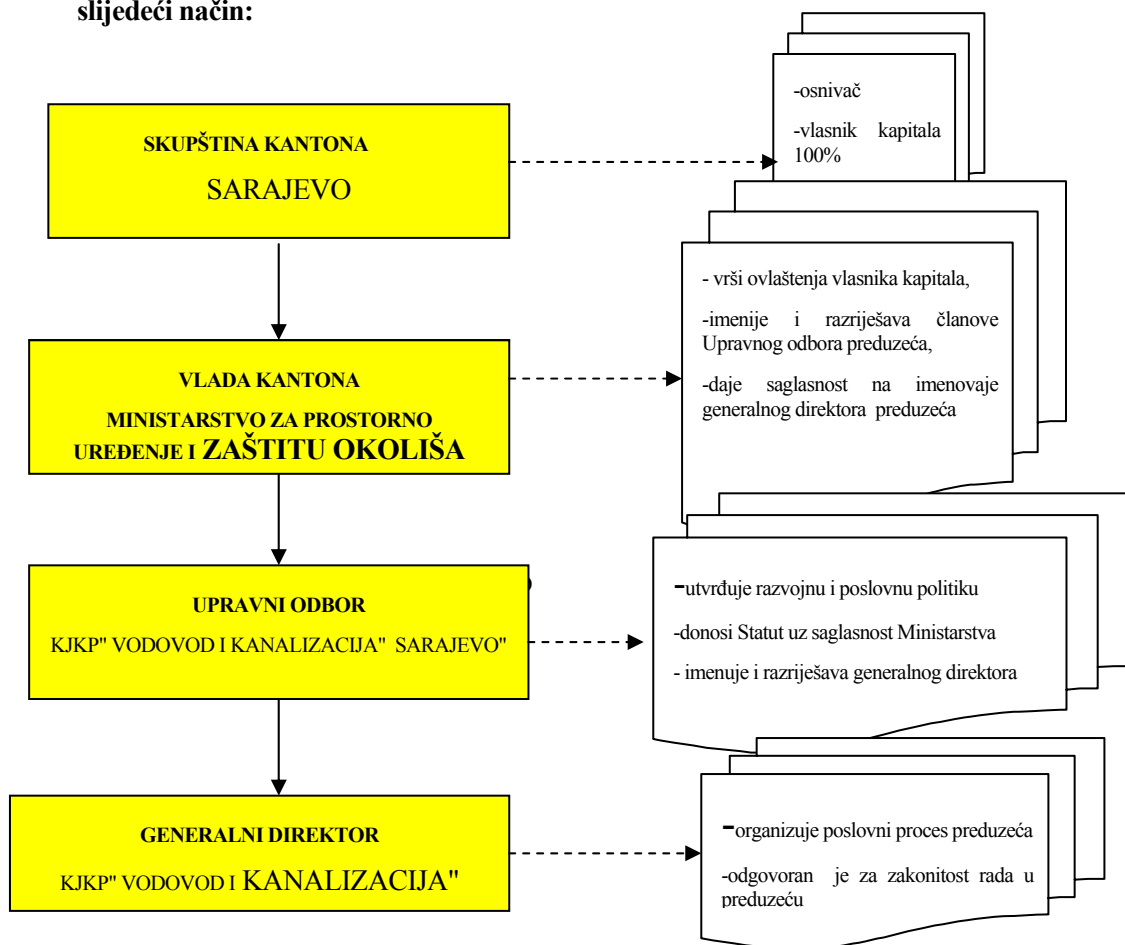 slijedeći način:
SKUPŠTINA KANTONA
SARAJEVO
-osnivač
-vlasnik kapitala
100%
VLADA KANTONA
MINISTARSTVO ZA PROSTORNO
UREĐENJE I ZAŠTITU OKOLIŠA
- vrši ovlaštenja vlasnika kapitala,
-imenije i razriješava članove
Upravnog odbora preduzeća,
-daje saglasnost na imenovaje
generalnog direktora preduzeća
UPRAVNI ODBOR
KJKP" VODOVOD I KANALIZACIJA" SARAJEVO"
-utvrđuje razvojnu i poslovnu politiku
-donosi Statut uz saglasnost Ministarstva
- imenuje i razriješava generalnog direktora
GENERALNI DIREKTOR
KJKP" VODOVOD I KANALIZACIJA"
-organizuje poslovni proces preduzeća
-odgovoran je za zakonitost rada u
preduzeću